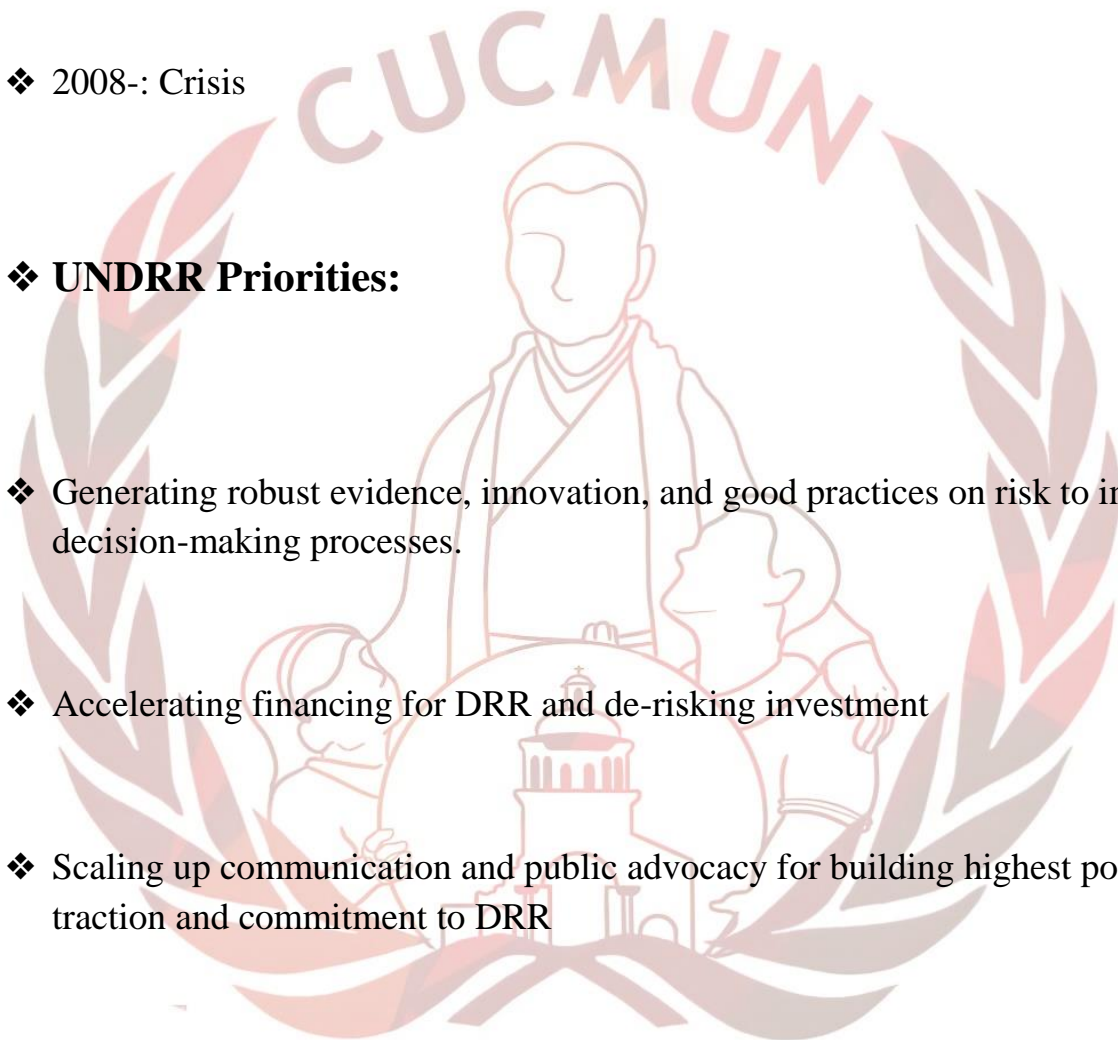 CUCMUN
❖ 2008-: Crisis
❖ UNDRR Priorities:
❖ Generating robust evidence, innovation, and good practices on risk to
decision-making processes.
❖ Accelerating financing for DRR and de-risking investment
❖ Scaling up communication and public advocacy for building highest
traction and commitment to DRR